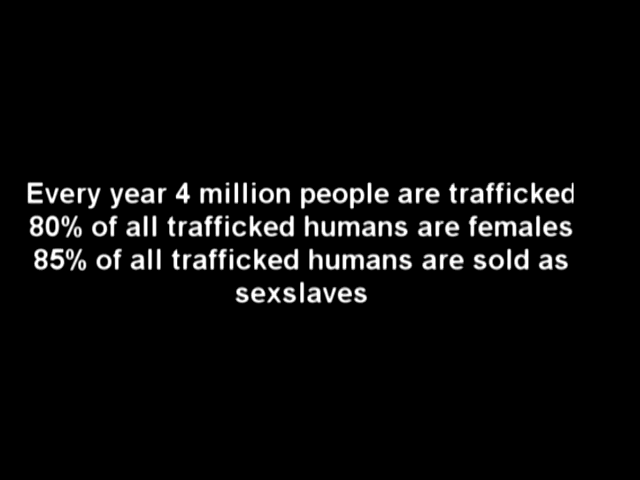 Every year 4 million people are trafficked
80% of all trafficked humans are females
85% of all trafficked humans are sold as
sexslaves